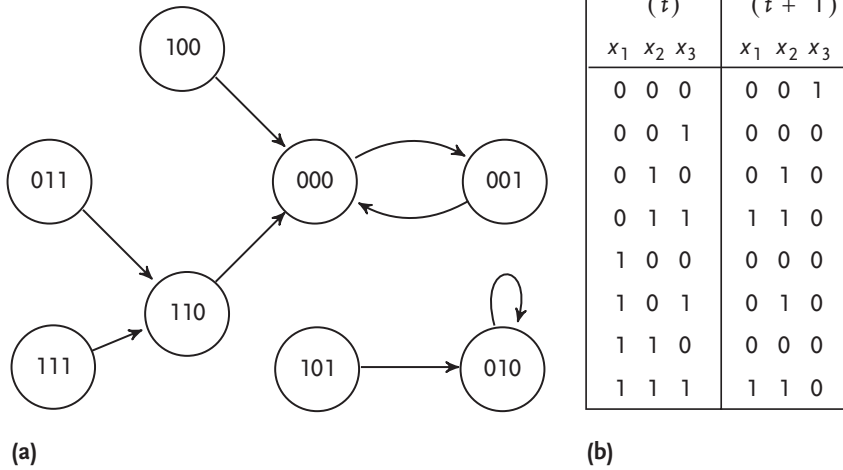 100
011
000
001
110
111
101
010
(a)
(t) (t + 1)
x1 x2 x3 x1 x2 x3
0 0 0 0 0 1
0 0 1 0 0 0
0 1 0 0 1 0
0 1 1 1 1 0
1 0 0 0 0 0
1 0 1 0 1 0
1 1 0 0 0 0
1 1 1 1 1 0
(b)